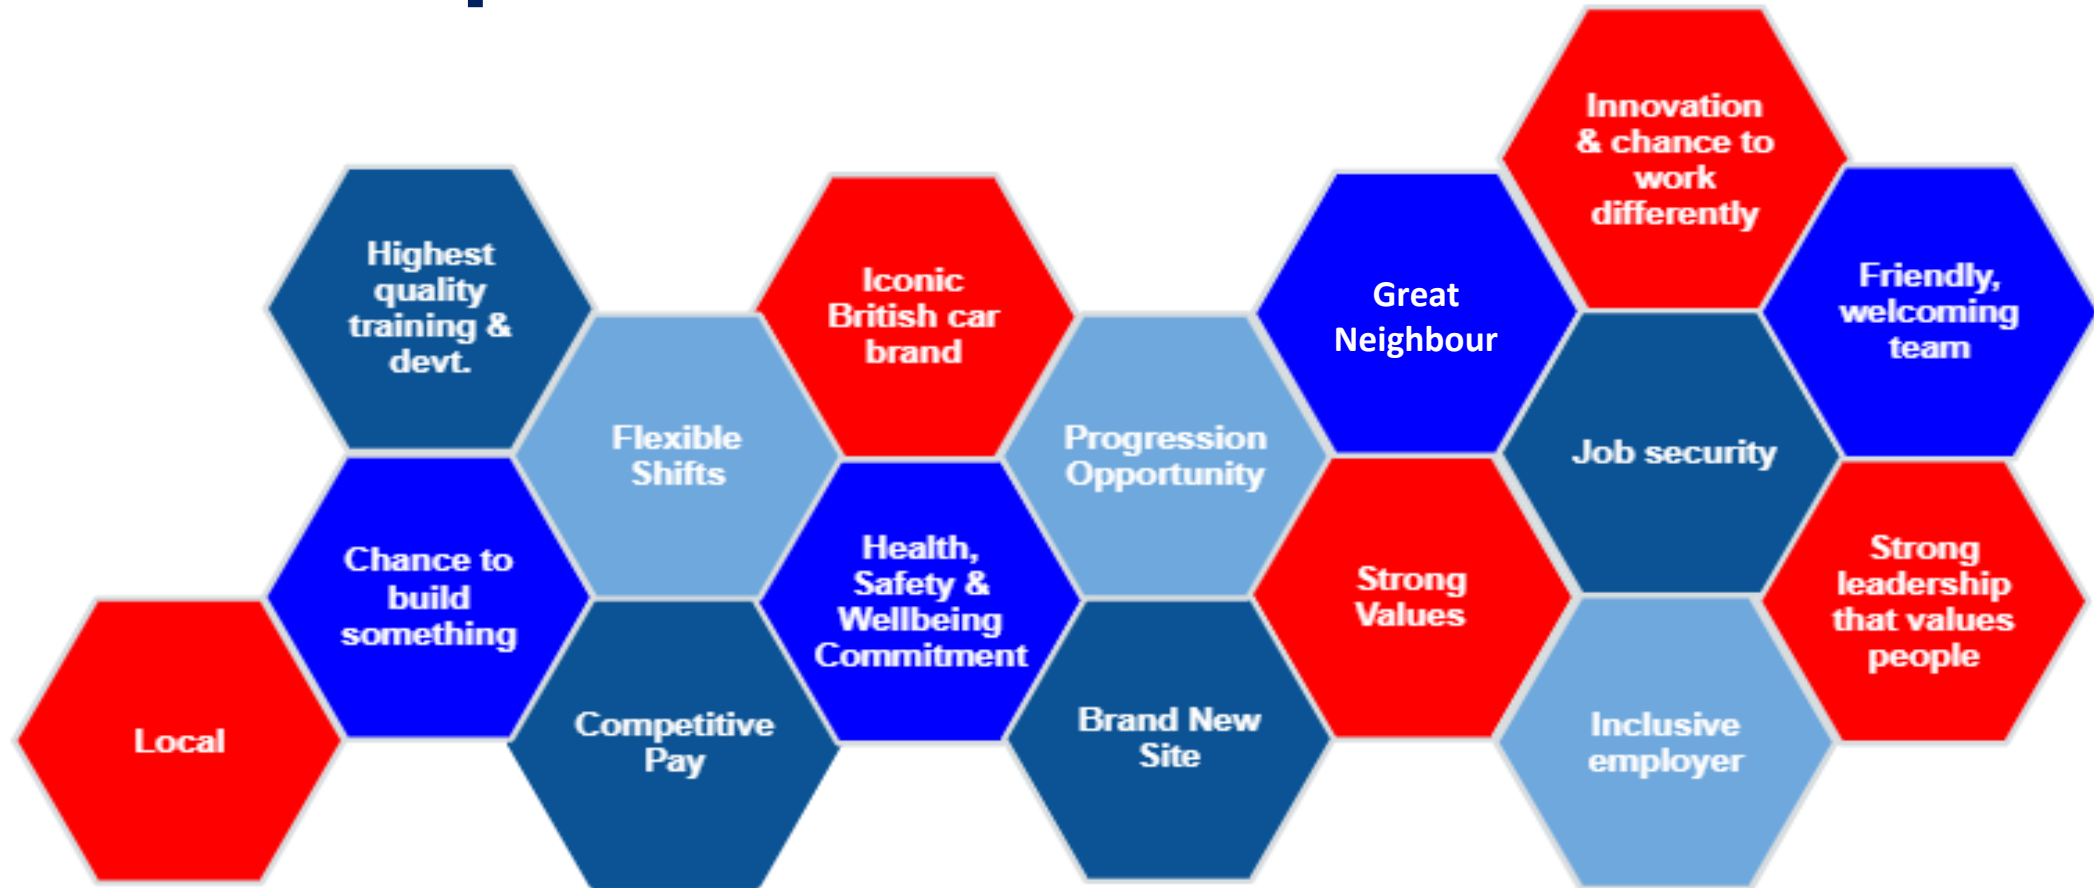 Innovation
& chance to
work
differently
Highest
quality
training &
devt.
Iconic
British car
brand
Great
Neighbour
Friendly,
welcoming
team
Flexible
Shifts
Progression
Opportunity
Job security
Chance to
build
something
Health,
Safety &
Wellbeing
Commitment
Strong
Values
Strong
leadership
that values
people
Local
Competitive
Pay
Brand New
Site
Inclusive
employer